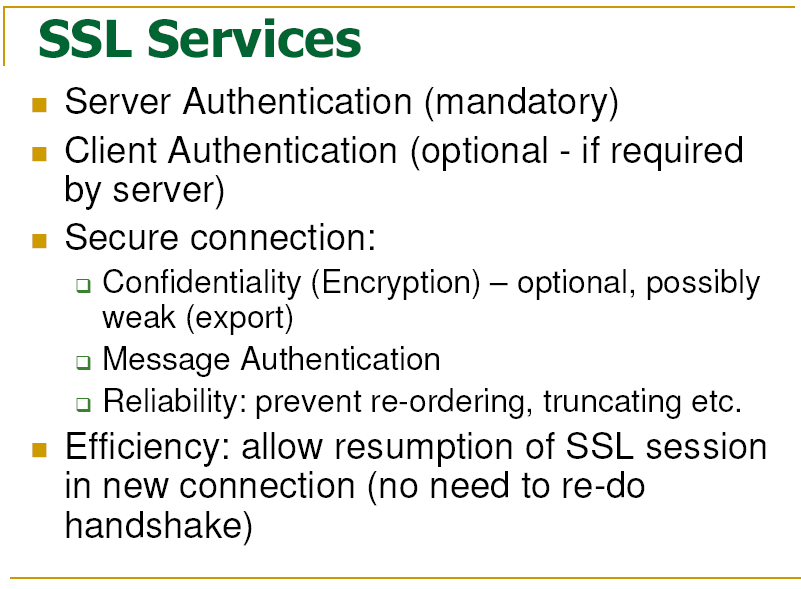 SSL Services
Server Authentication (mandatory)
Client Authentication (optional - if required
by server)
Secure connection:
Confidentiality (Encryption) – optional, possibly
weak (export)
Message Authentication
Reliability: prevent re-ordering, truncating etc.
Efficiency: allow resumption of SSL session
in new connection (no need to re-do
handshake)